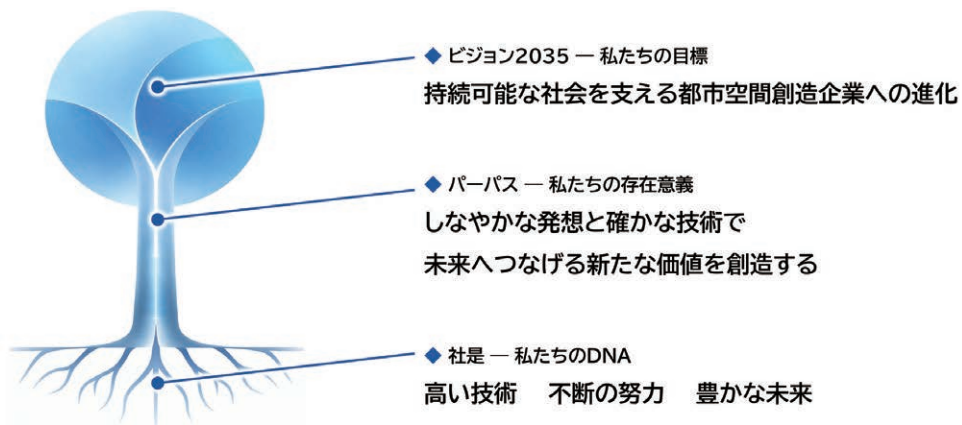 ◆ ビジョン2035 ― 私たちの目標
持続可能な社会を支える都市空間創造企業への進化
◆ パーパス ― 私たちの存在意義
しなやかな発想と確かな技術で
未来へつなげる新たな価値を創造する
◆ 社是 ― 私たちのDNA
高い技術　不断の努力　豊かな未来